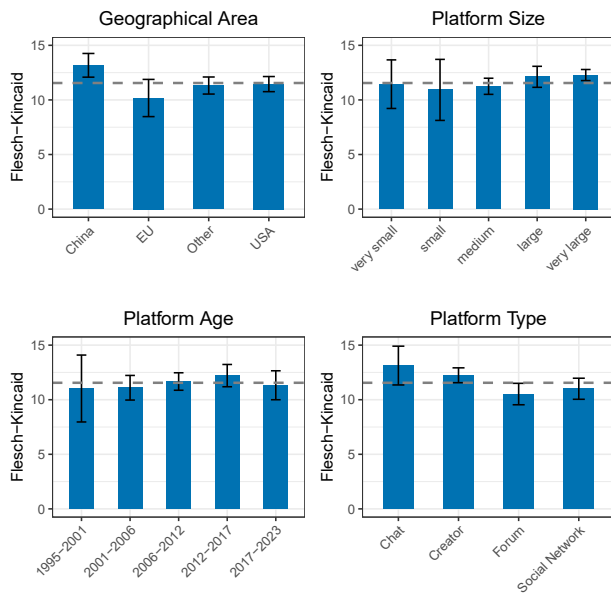 Geographical Area
Flesch−Kincaid
15
10
5
0
China
EU
Other
USA
Platform Size
Flesch−Kincaid
15
10
5
0
very small
small
medium
large
very large
Platform Age
Flesch−Kincaid
15
10
5
0
1995−2001
2001−2006
2006−2012
2012−2017
2017−2023
Platform Type
Flesch−Kincaid
15
10
5
0
Chat
Creator
Forum
Social Network